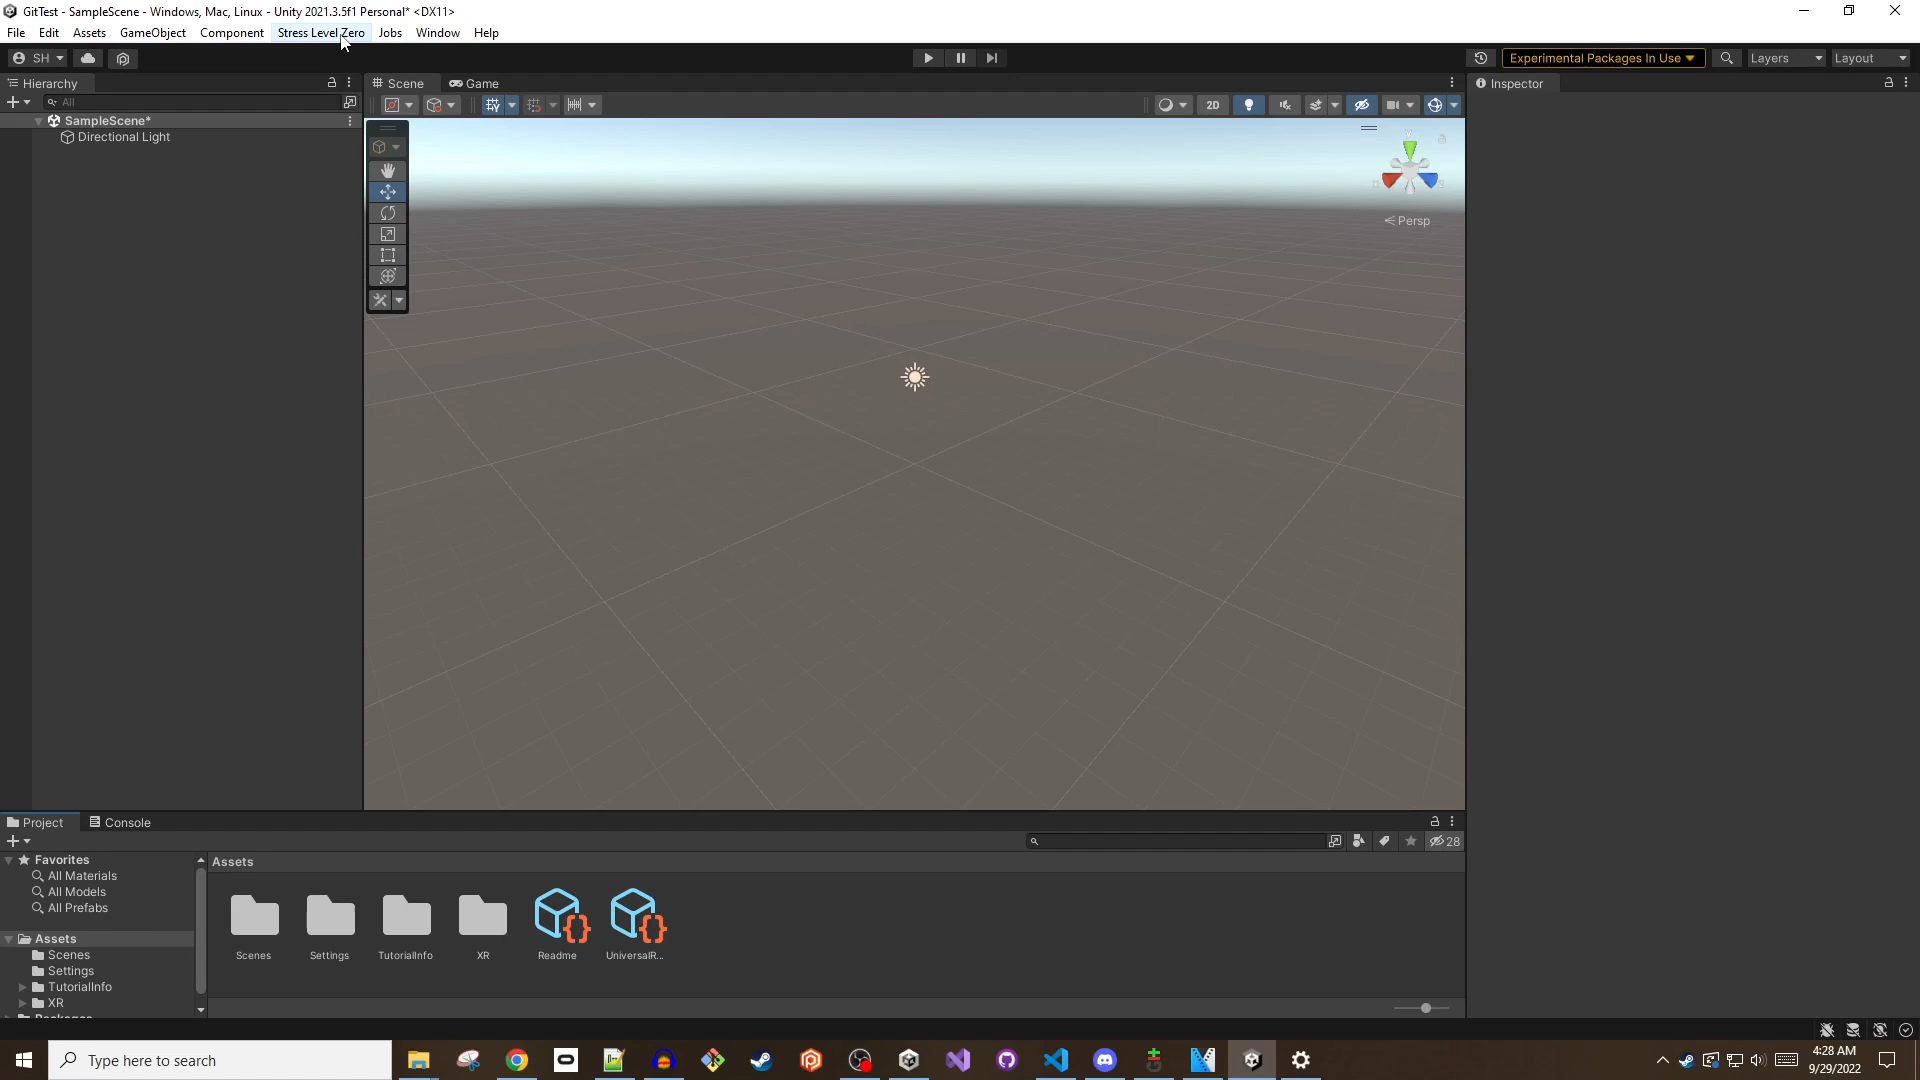 GitTest - SampleScene - Windows, Mac, Linux - Unity 2021.3.5f1 Personal* <DX11>
File Edit Assets GameObject Component Stress Level Zero Jobs Window Help
SH Experimental Packages In Use Layers Layout
Hierarchy Scene Game Inspector
All 2D
SampleScene*
Directional Light
Persp
Project Console
28
Favorites Assets
All Materials
All Models
All Prefabs
Assets
Scenes
Settings
TutorialInfo
XR
Scenes Settings TutorialInfo XR Readme UniversalR...
Type here to search
4:28 AM
9/29/2022